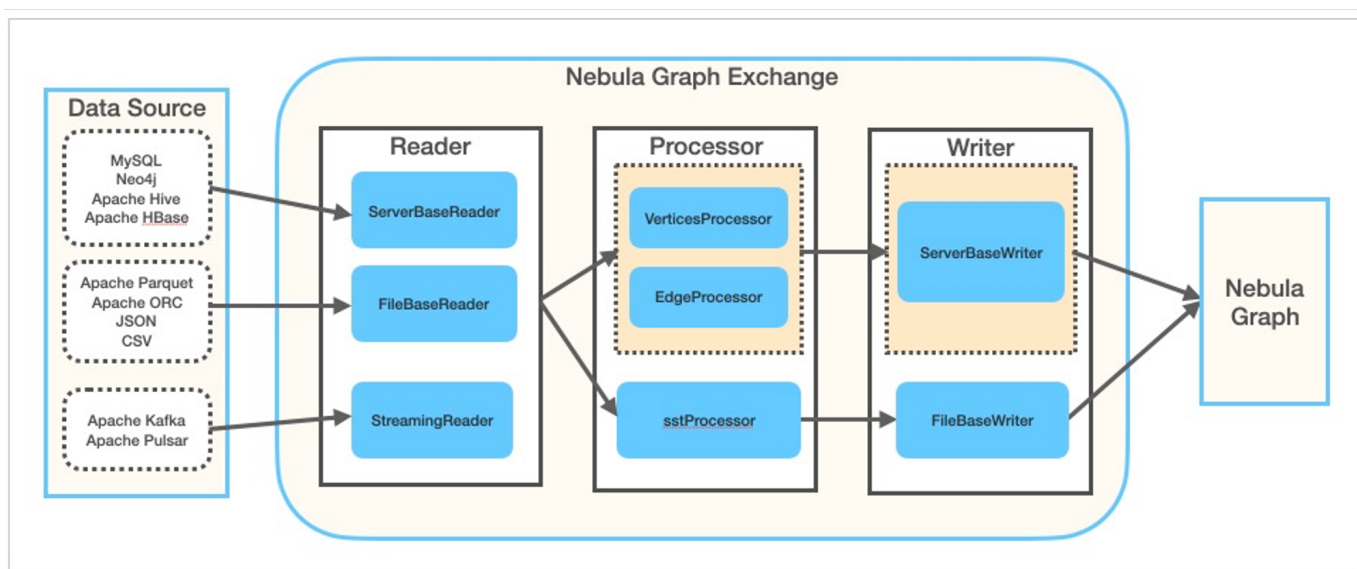 Nebula Graph Exchange
Data Source
MySQL
Neo4j
Apache Hive
Apache HBase
Apache Parquet
Apache ORC
JSON
CSV
Apache Kafka
Apache Pulsar
Reader
ServerBaseReader
FileBaseReader
StreamingReader
Processor
VerticesProcessor
EdgeProcessor
sstProcessor
Writer
ServerBaseWriter
FileBaseWriter
Nebula
Graph